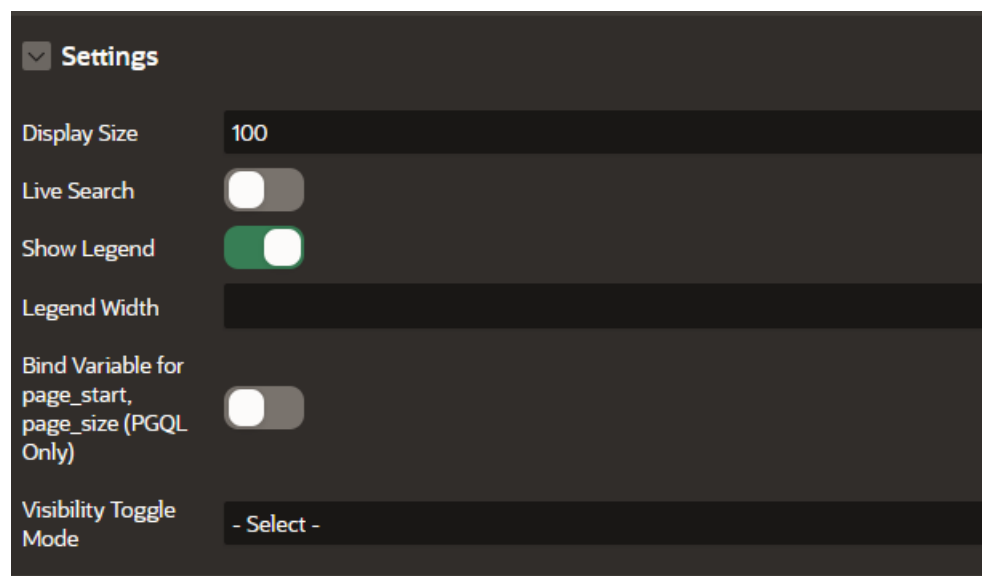 Settings
Display Size
100
Live Search
Show Legend
Legend Width
Bind Variable for
page_start,
page_size (PGQL
Only)
Visibility Toggle
Mode
- Select -